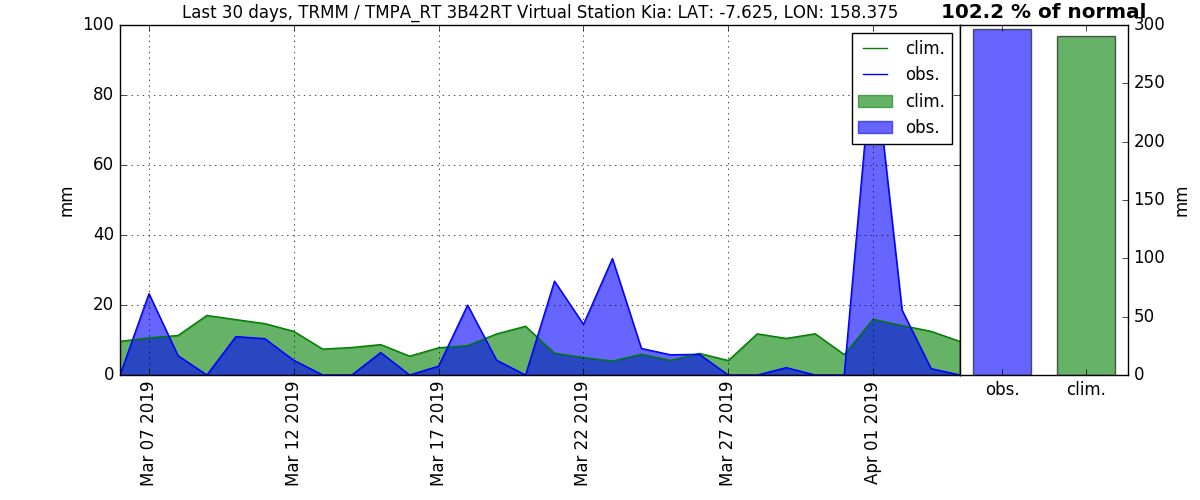 Last 30 days, TRMM / TMPA_RT 3B42RT Virtual Station Kia: LAT: -7.625, LON: 158.375
102.2 % of normal
100
80
60
40
20
0
mm
clim.
obs.
clim.
obs.
300
250
200
150
100
50
0
mm
Mar 07 2019
Mar 12 2019
Mar 17 2019
Mar 22 2019
Mar 27 2019
Apr 01 2019
obs.
clim.